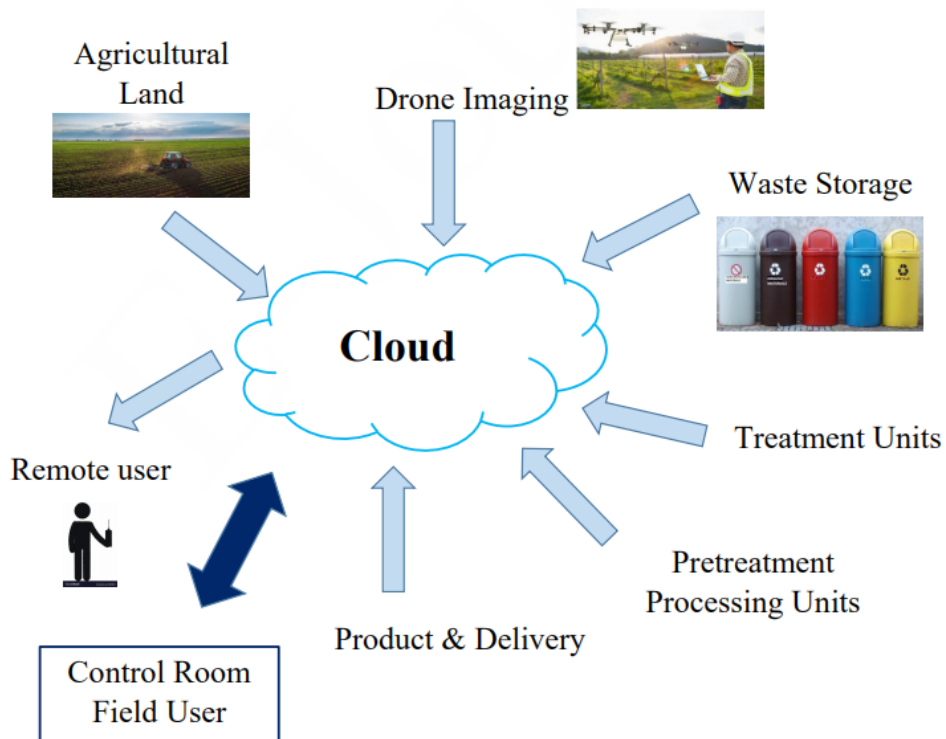 Agricultural
Land
Drone Imaging
Waste Storage
Cloud
Treatment Units
Remote user
Pretreatment
Processing Units
Product & Delivery
Control Room
Field User